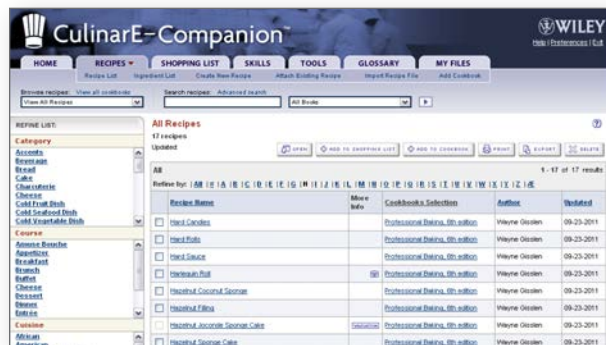 CulinarE-Companion™
WILEY
Help | Preferences | Exit
HOME RECIPES SHOPPING LIST SKILLS TOOLS GLOSSARY MY FILES
Recipe List Ingredient List Create New Recipe Attach Existing Recipe Import Recipe File Add Cookbook
Browse recipes: View all cookbooks Search recipes: Advanced search
View All Recipes All Books
REFINE LIST:
All Recipes
17 recipes
Updated
OPEN ADD TO SHOPPING LIST ADD TO COOKBOOK PRINT EXPORT DELETE
Category
Accents
Beverage
Bread
Cake
Charcuterie
Cheese
Cold Fruit Dish
Cold Seafood Dish
Cold Vegetable Dish
Course
Amuse Bouche
Appetizer
Breakfast
Brunch
Buffet
Cheese
Dessert
Dinner
Entrée
Cuisine
African
American
All 1 - 17 of 17 results
Refine by: | All | # | A | B | C | D | E | F | G | H | I | J | K | L | M | N | O | P | Q | R | S | T | U | V | W | X | Y | Z | Æ
Recipe Name More Info Cookbooks Selection Author Updated
Hard Candies Professional Baking, 6th edition Wayne Gisslen 09-23-2011
Hard Rolls Professional Baking, 6th edition Wayne Gisslen 09-23-2011
Hard Sauce Professional Baking, 6th edition Wayne Gisslen 09-23-2011
Harlequin Roll Professional Baking, 6th edition Wayne Gisslen 09-23-2011
Hazelnut Coconut Sponge Professional Baking, 6th edition Wayne Gisslen 09-23-2011
Hazelnut Filling Professional Baking, 6th edition Wayne Gisslen 09-23-2011
Hazelnut Joconde Sponge Cake Professional Baking, 6th edition Wayne Gisslen 09-23-2011
Hazelnut Sponge Cake Professional Baking, 6th edition Wayne Gisslen 09-23-2011